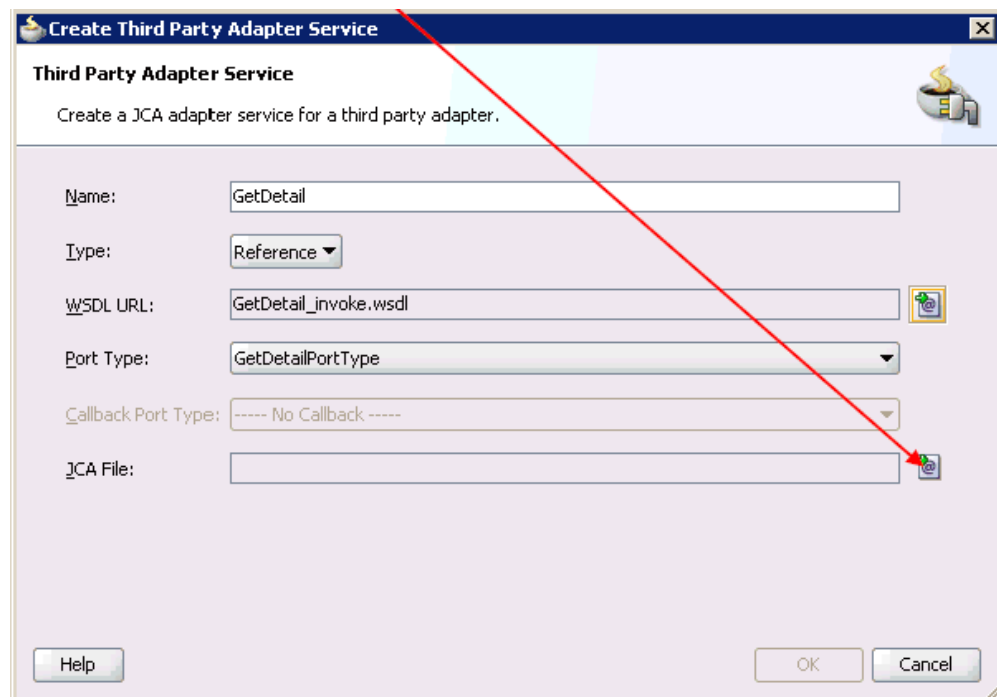 Create Third Party Adapter Service
Third Party Adapter Service
Create a JCA adapter service for a third party adapter.
Name: GetDetail
Type: Reference
WSDL URL: GetDetail_invoke.wsdl
Port Type: GetDetailPortType
Callback Port Type: ----- No Callback -----
JCA File:
Help OK Cancel